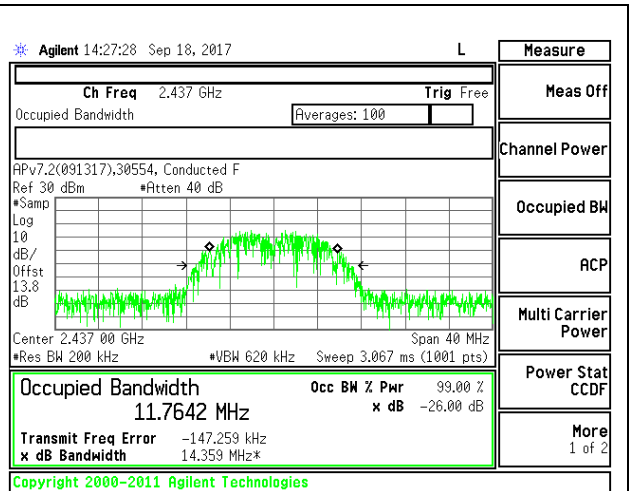 Agilent 14:27:28 Sep 18, 2017 L
Measure
Ch Freq 2.437 GHz Trig Free
Occupied Bandwidth Averages: 100
APv7.2(091317),30554, Conducted F
Ref 30 dBm #Atten 40 dB
#Samp
Log
10
dB/
Offst
13.8
dB
Center 2.437 00 GHz Span 40 MHz
#Res BW 200 kHz #VBW 620 kHz Sweep 3.067 ms (1001 pts)
Occupied Bandwidth Occ BW % Pwr 99.00 %
11.7642 MHz x dB -26.00 dB
Transmit Freq Error -147.259 kHz
x dB Bandwidth 14.359 MHz*
Copyright 2000-2011 Agilent Technologies
Meas Off
Channel Power
Occupied BW
ACP
Multi Carrier
Power
Power Stat
CCDF
More
1 of 2